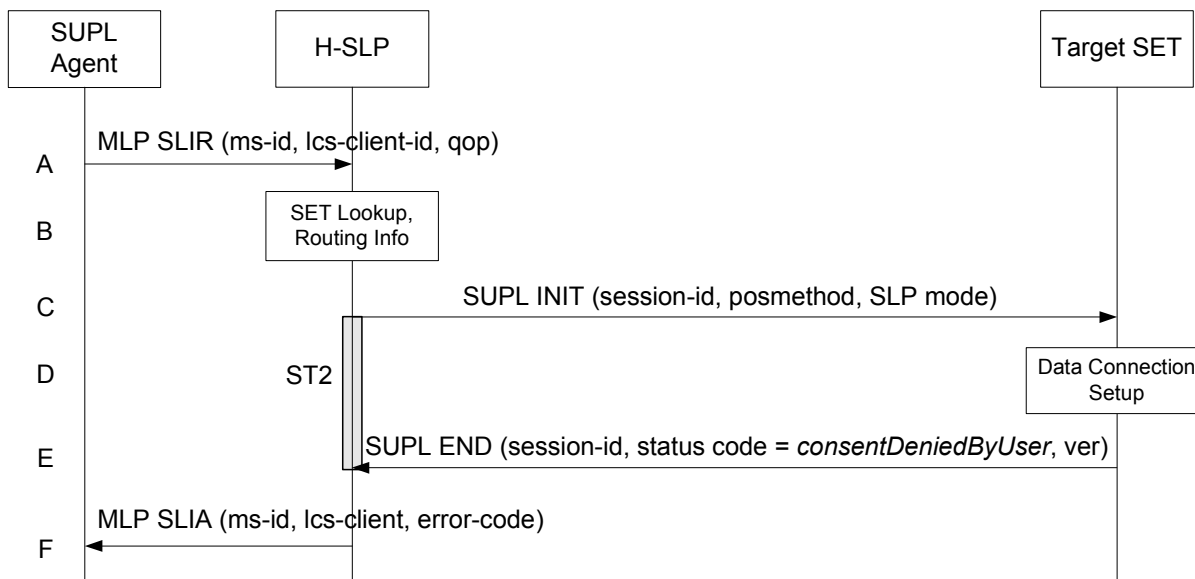 SUPL
Agent
H-SLP
Target SET
MLP SLIR (ms-id, lcs-client-id, qop)
A
SET Lookup,
Routing Info
B
SUPL INIT (session-id, posmethod, SLP mode)
C
D
ST2
Data Connection
Setup
SUPL END (session-id, status code = consentDeniedByUser, ver)
E
MLP SLIA (ms-id, lcs-client, error-code)
F